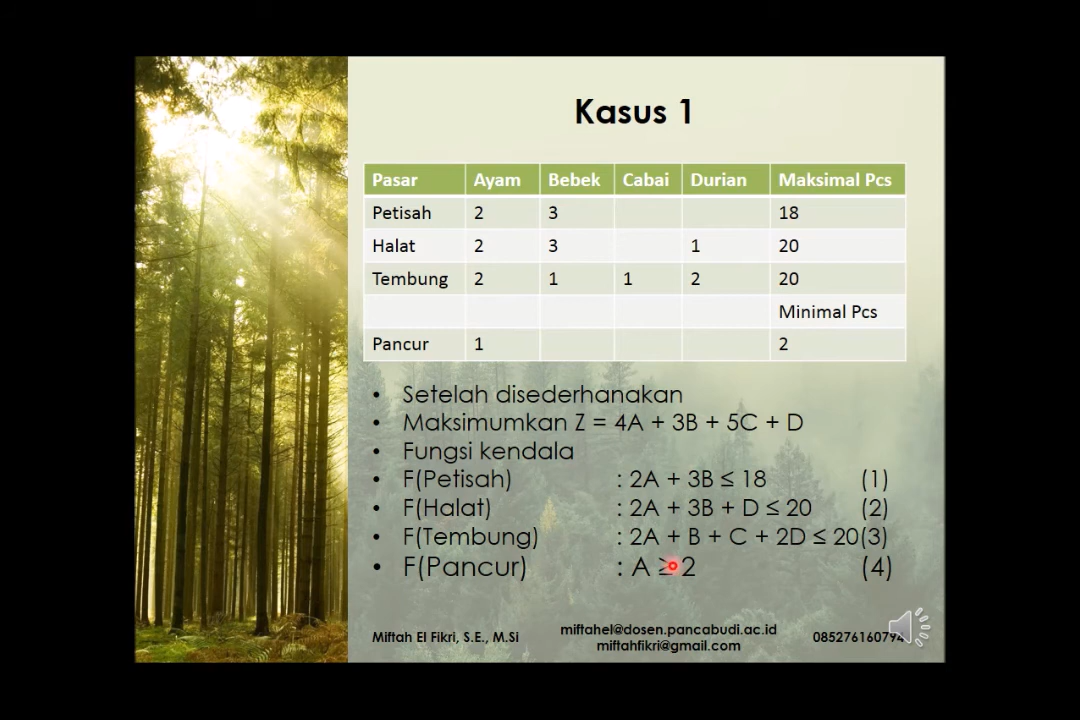 Kasus 1
Pasar Ayam Bebek Cabai Durian Maksimal Pcs
Petisah 2 3 18
Halat 2 3 1 20
Tembung 2 1 1 2 20
Minimal Pcs
Pancur 1 2
• Setelah disederhanakan
• Maksimumkan Z = 4A + 3B + 5C + D
• Fungsi kendala
• F(Petisah) : 2A + 3B ≤ 18 (1)
• F(Halat) : 2A + 3B + D ≤ 20 (2)
• F(Tembung) : 2A + B + C + 2D ≤ 20(3)
• F(Pancur) : A ≥ 2 (4)
Miftah El Fikri, S.E., M.Si
miftahel@dosen.pancabudi.ac.id
miftahfikri@gmail.com
085276160794